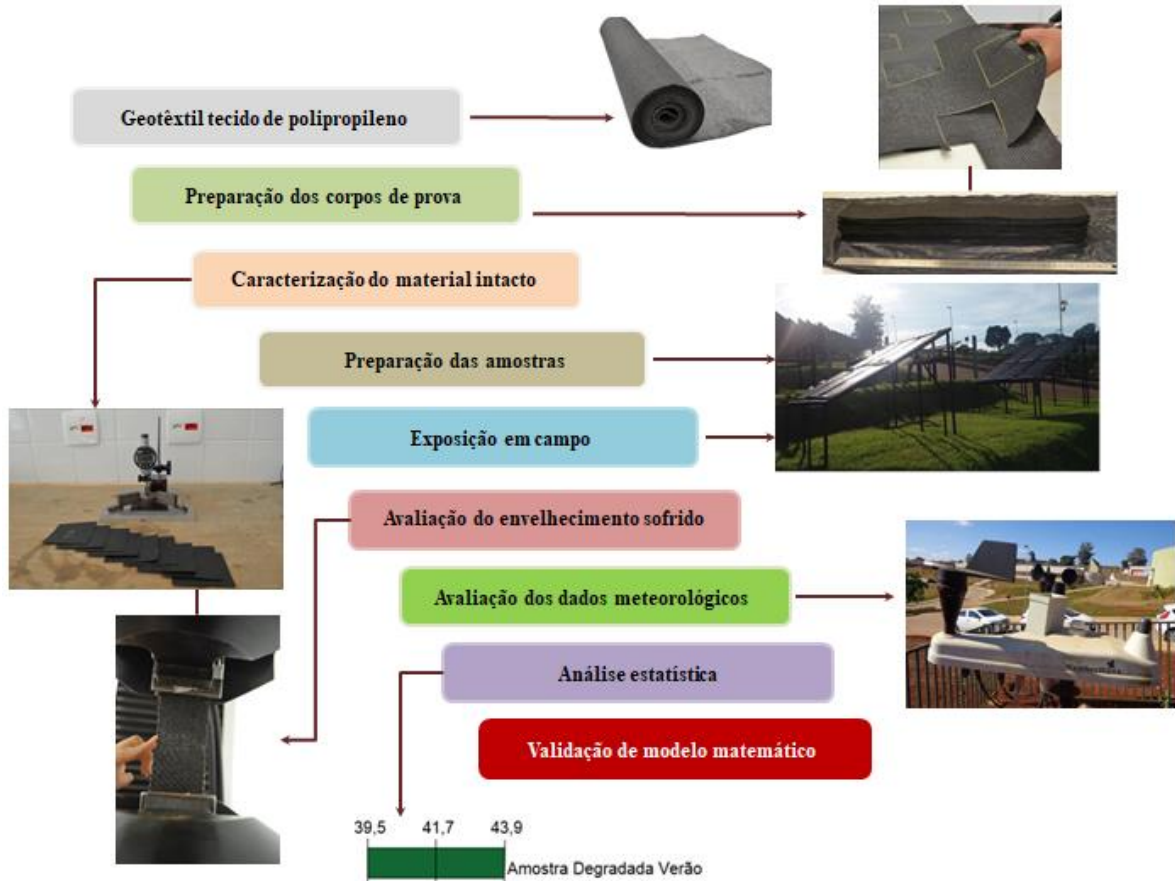 Geotêxtil tecido de polipropileno
Preparação dos corpos de prova
Caracterização do material intacto
Preparação das amostras
Exposição em campo
Avaliação do envelhecimento sofrido
Avaliação dos dados meteorológicos
Análise estatística
Validação de modelo matemático
39,5 41,7 43,9
Amostra Degradada Verão